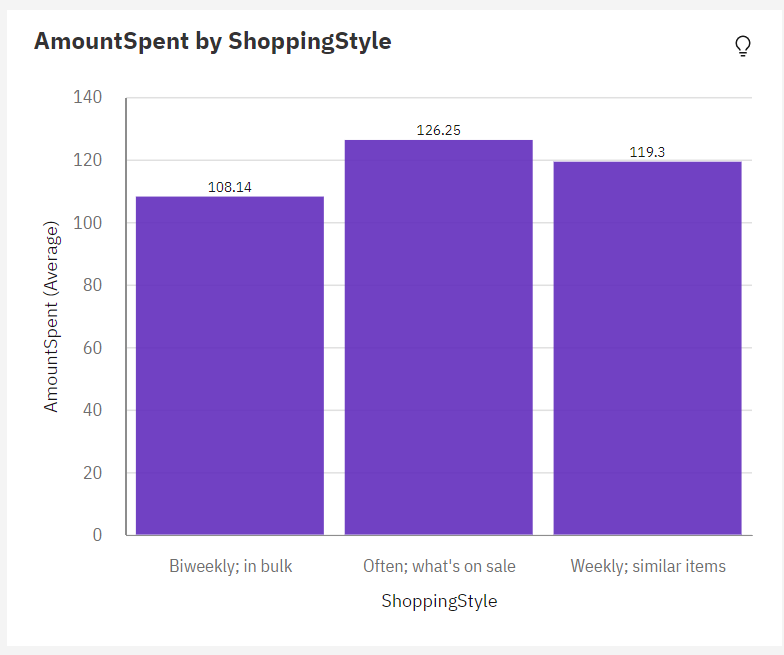 AmountSpent by ShoppingStyle
140
120
100
80
60
40
20
0
AmountSpent (Average)
108.14
126.25
119.3
Biweekly; in bulk
Often; what's on sale
Weekly; similar items
ShoppingStyle